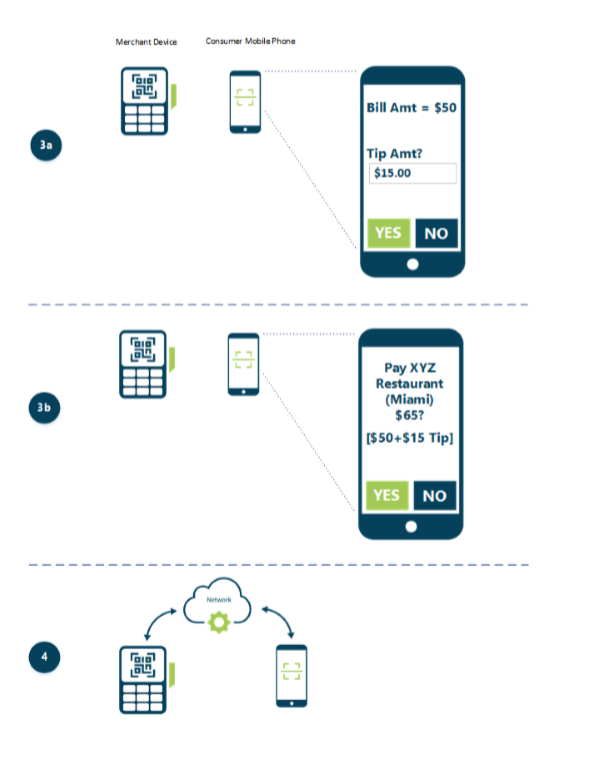 Merchant Device
Consumer Mobile Phone
3a
Bill Amt = $50
Tip Amt?
$15.00
YES
NO
3b
Pay XYZ
Restaurant
(Miami)
$65?
[$50+$15 Tip]
YES
NO
4
Network